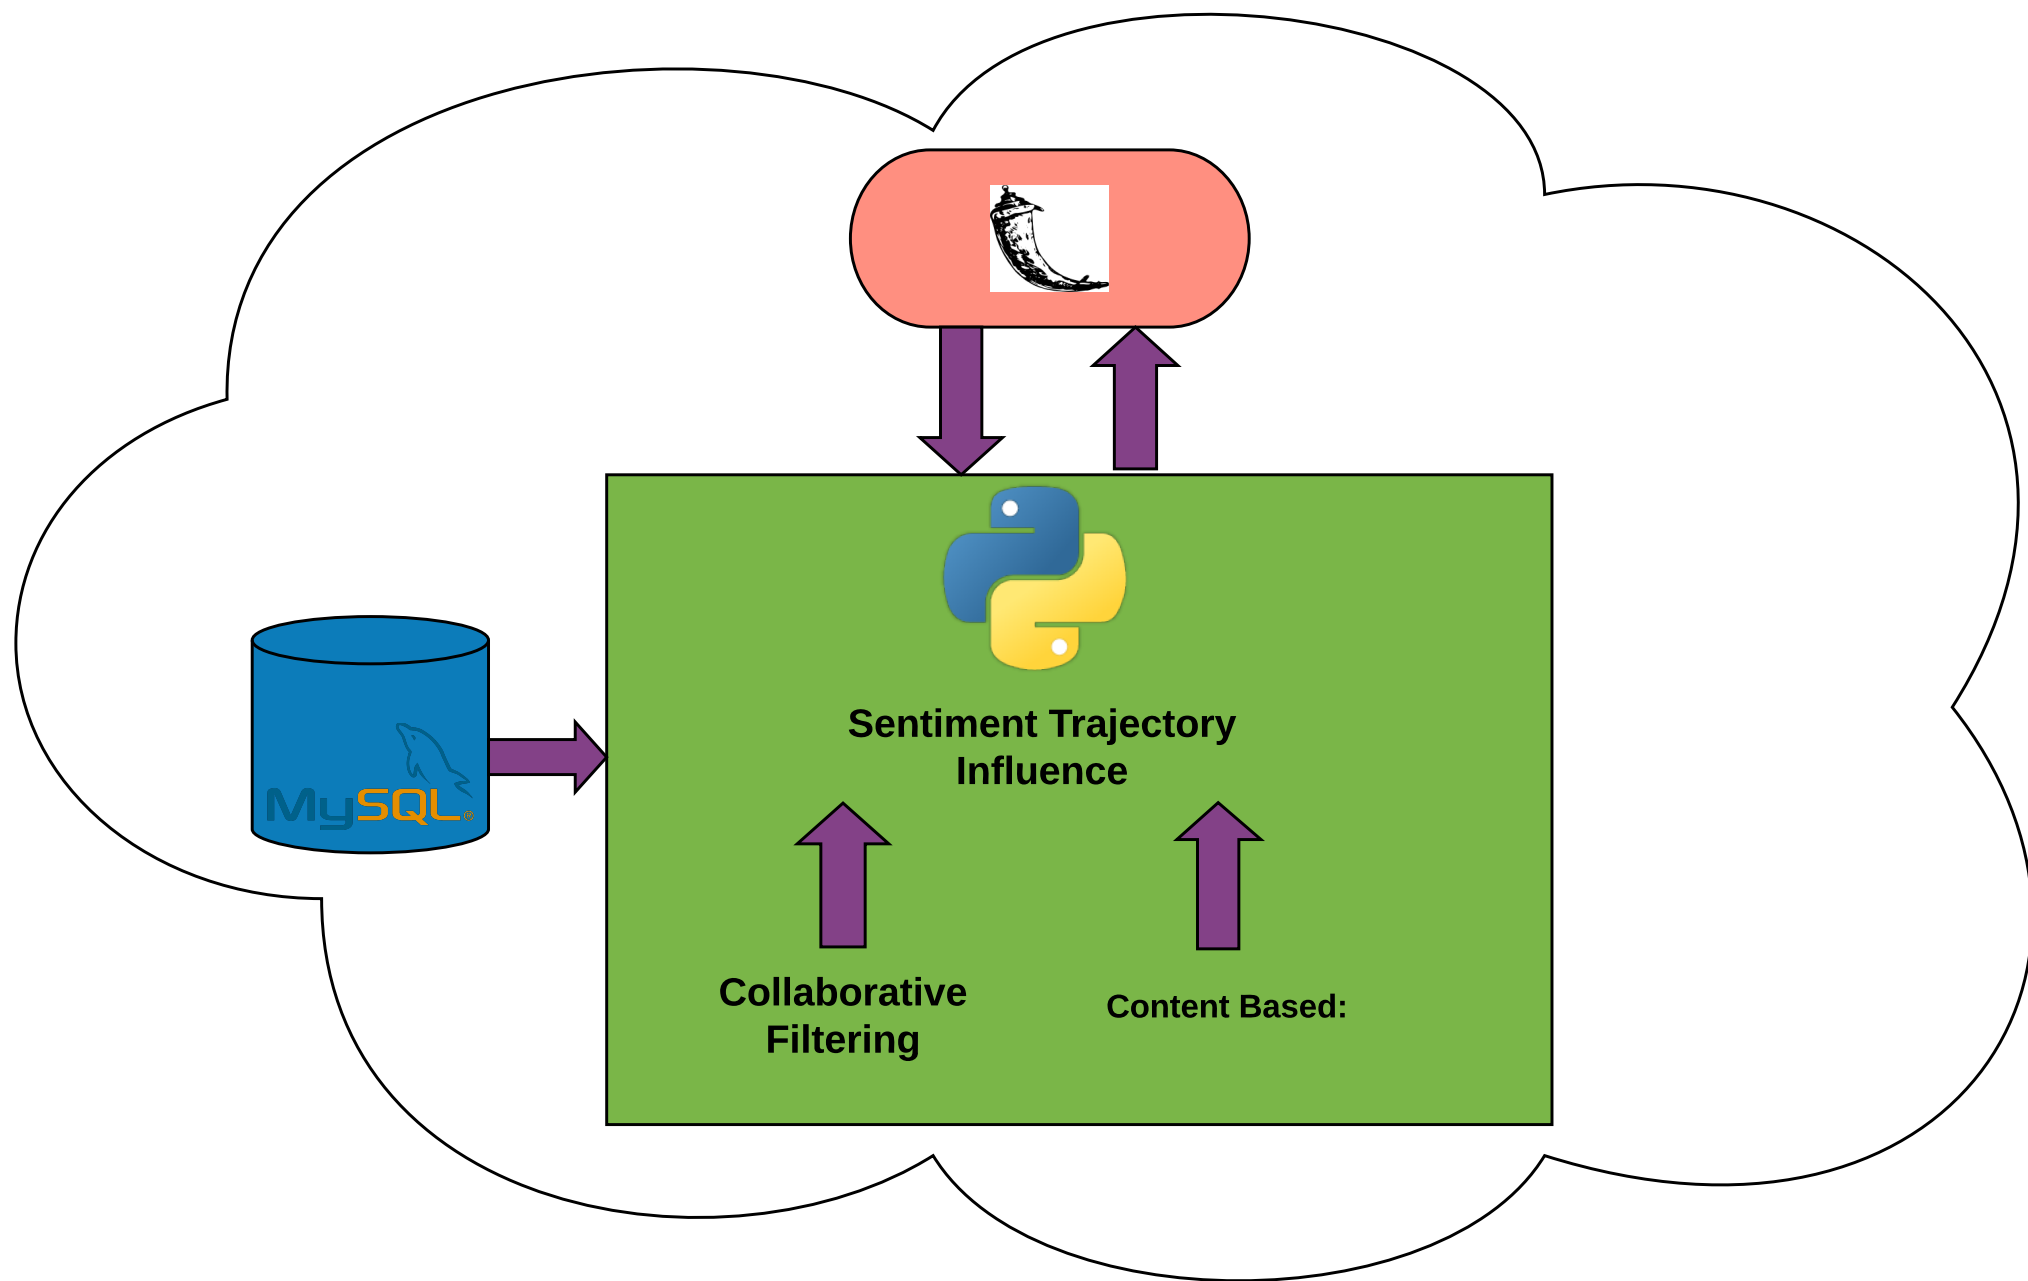 Sentiment Trajectory
Influence
MySQL®
Collaborative
Filtering
Content Based: